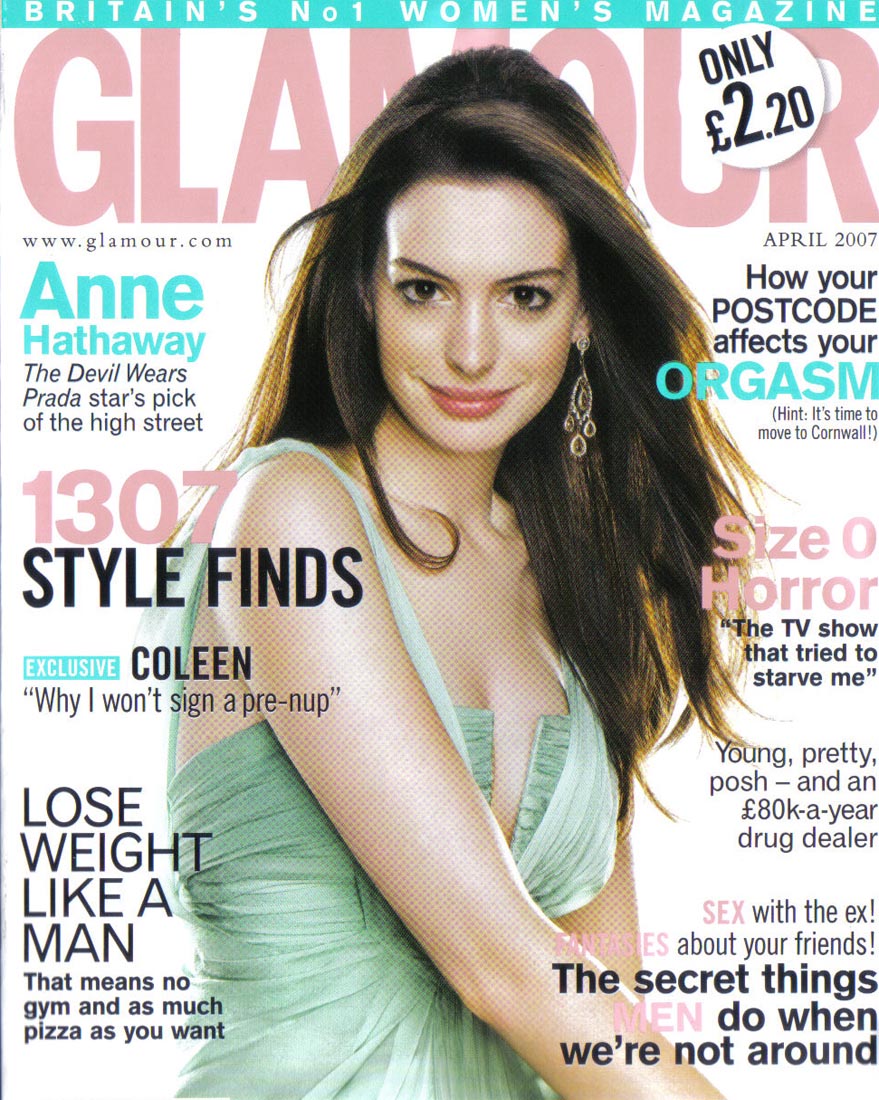 BRITAIN'S No1 WOMEN'S MAGAZINE
GLAMOUR
ONLY
£2.20
www.glamour.com
APRIL 2007
Anne
Hathaway
The Devil Wears
Prada star's pick
of the high street
How your
POSTCODE
affects your
ORGASM
(Hint: It's time to
move to Cornwall!)
1307
STYLE FINDS
Size 0
Horror
"The TV show
that tried to
starve me"
EXCLUSIVE COLEEN
"Why I won't sign a pre-nup"
Young, pretty,
posh – and an
£80k-a-year
drug dealer
LOSE
WEIGHT
LIKE A
MAN
That means no
gym and as much
pizza as you want
SEX with the ex!
FANTASIES about your friends!
The secret things
MEN do when
we're not around